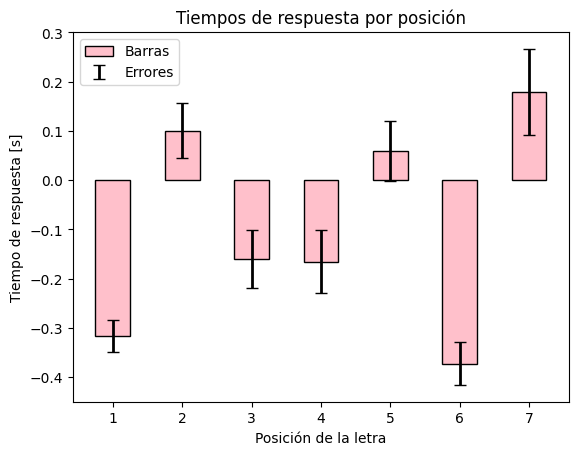 Tiempos de respuesta por posición
Barras
Errores
Tiempo de respuesta [s]
0.3
0.2
0.1
0.0
−0.1
−0.2
−0.3
−0.4
1 2 3 4 5 6 7
Posición de la letra